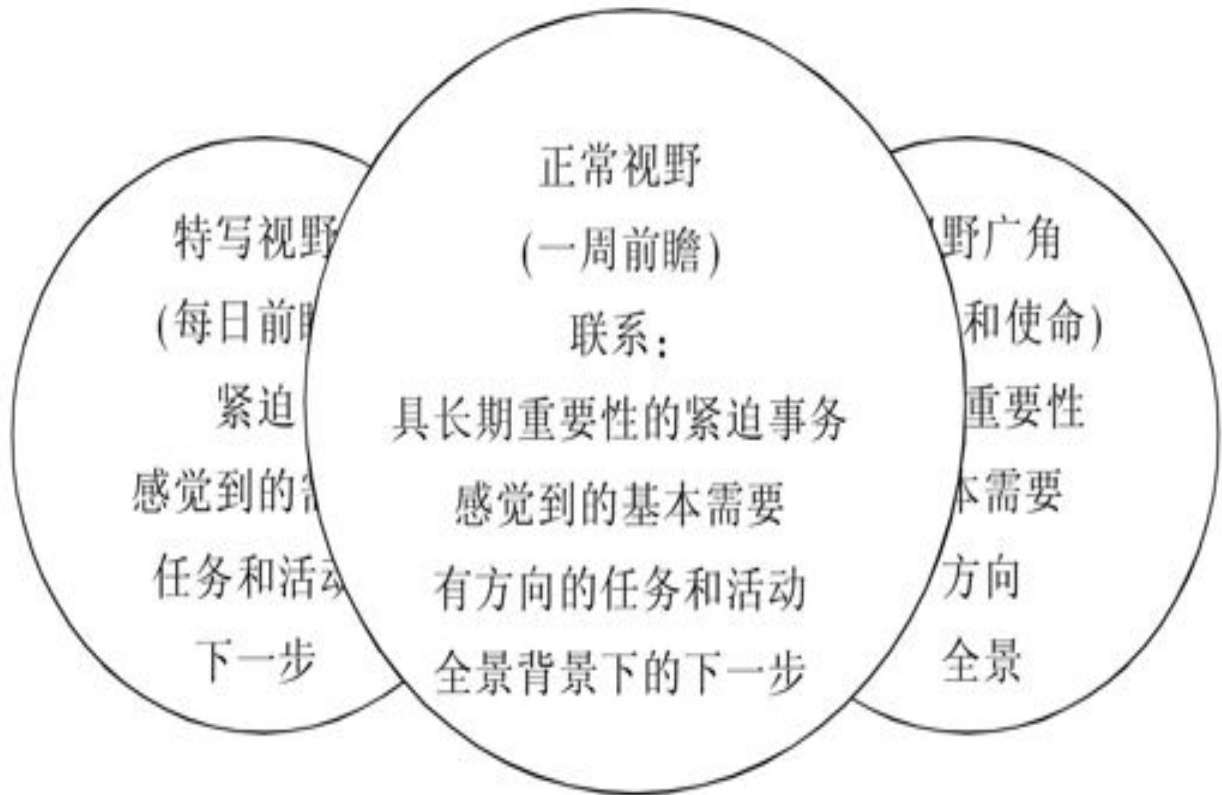 特写视野
(每日前
紧迫
感觉到的
任务和活动
下一步
正常视野
(一周前瞻)
联系：
具长期重要性的紧迫事务
感觉到的基本需要
有方向的任务和活动
全景背景下的下一步
野广角
和使命)
重要性
需要
方向
全景